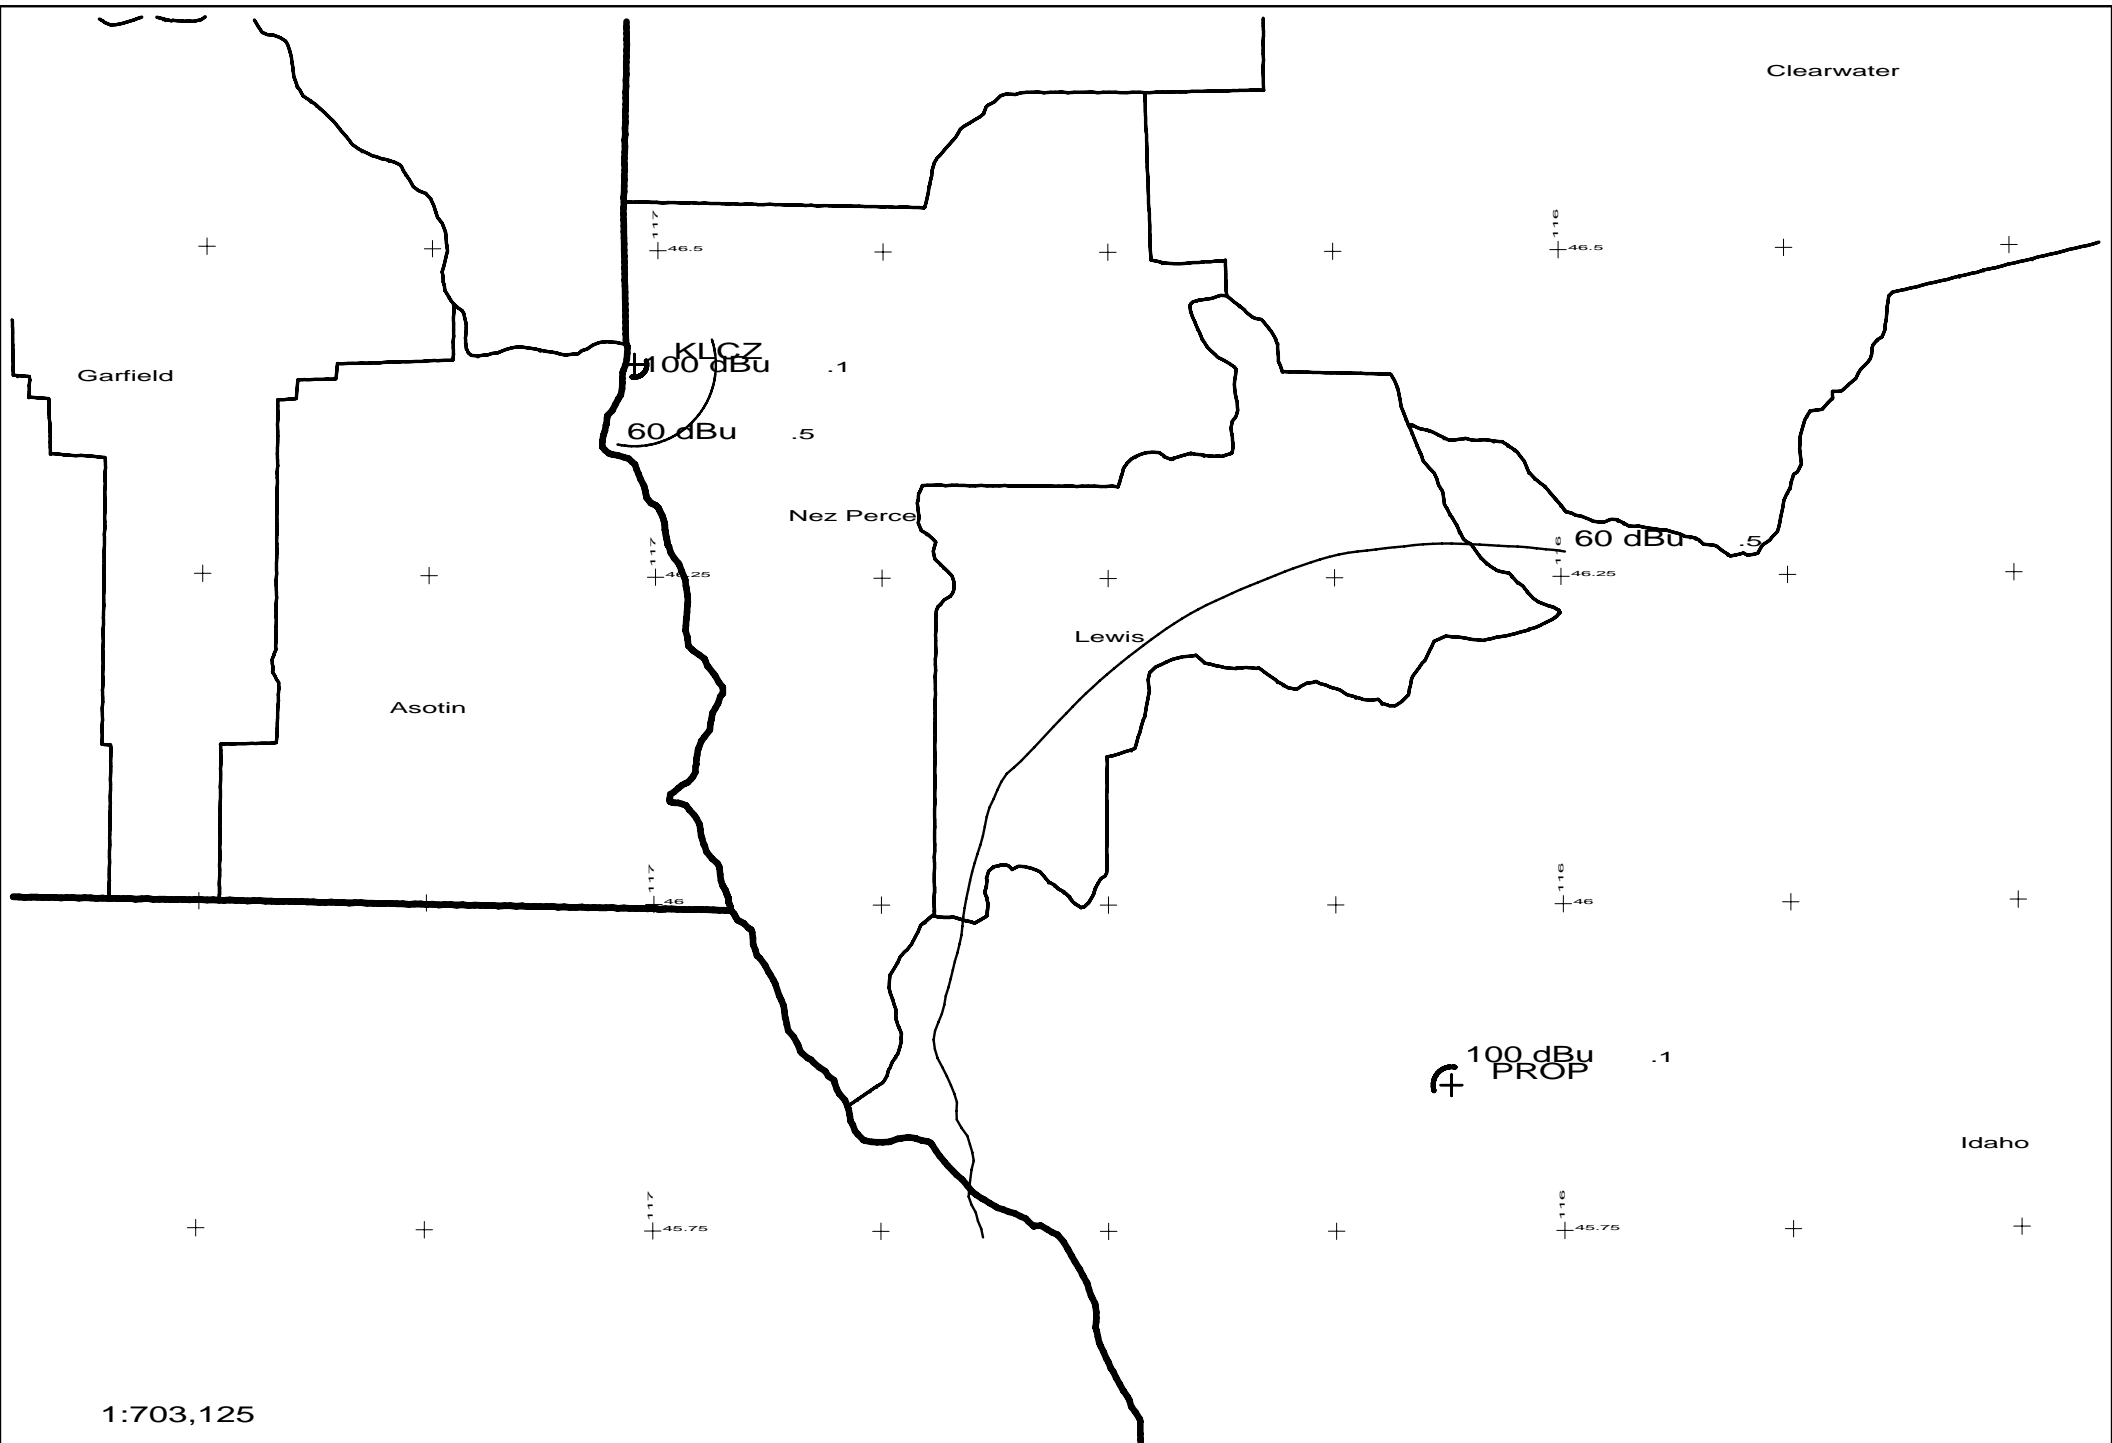 Clearwater
117
46.5
116
46.5
KLCZ
100 dBu .1
Garfield
60 dBu .5
Nez Perce
60 dBu .5
117
46.25
116
46.25
Lewis
Asotin
117
46
116
46
100 dBu .1
PROP
Idaho
117
45.75
116
45.75
1:703,125